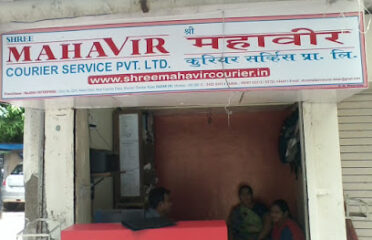 SHREE
MAHAVIR
COURIER SERVICE PVT. LTD.
www.shreemahavircourier.in
श्री
महावीर
कुरियर सर्व्हिस प्रा. लि.